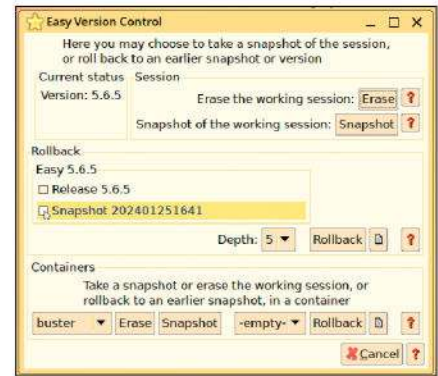 Easy Version Control
Here you may choose to take a snapshot of the session,
or roll back to an earlier snapshot or version
Current status
Version: 5.6.5
Session
Erase the working session: Erase ?
Snapshot of the working session: Snapshot ?
Rollback
Easy 5.6.5
Release 5.6.5
Snapshot 202401251641
Depth: 5 Rollback ?
Containers
Take a snapshot or erase the working session, or
rollback to an earlier snapshot, in a container
buster Erase Snapshot -empty- Rollback ?
Cancel ?